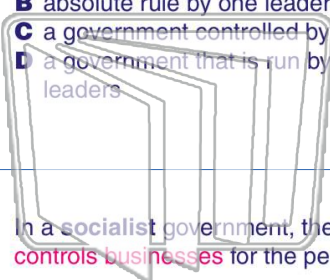 B absolute rule by one leader
C a government controlled by
D a government that is run by
leaders
In a socialist government, the
controls businesses for the pe